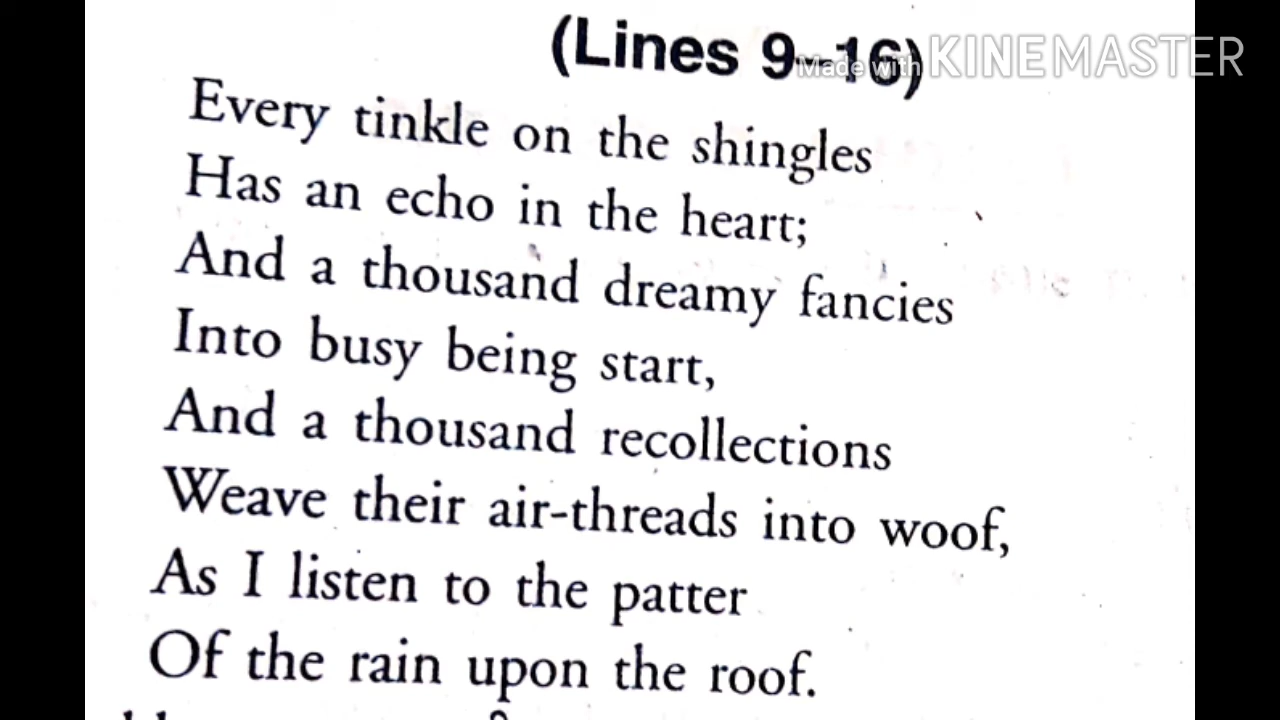 (Lines 9–16)
Made with KINEMASTER
Every tinkle on the shingles
Has an echo in the heart;
And a thousand dreamy fancies
Into busy being start,
And a thousand recollections
Weave their air-threads into woof,
As I listen to the patter
Of the rain upon the roof.